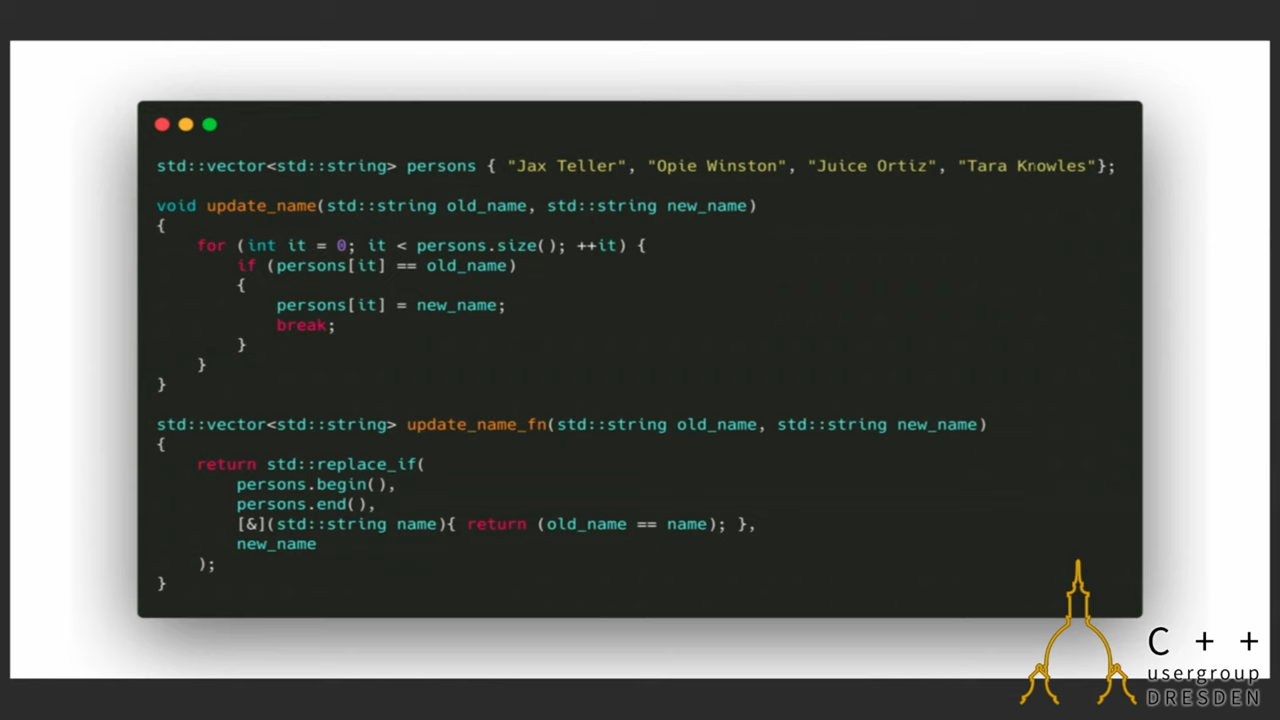 std::vector<std::string> persons { "Jax Teller", "Opie Winston", "Juice Ortiz", "Tara Knowles"};
void update_name(std::string old_name, std::string new_name)
{
    for (int it = 0; it < persons.size(); ++it) {
        if (persons[it] == old_name)
        {
            persons[it] = new_name;
            break;
        }
    }
}
std::vector<std::string> update_name_fn(std::string old_name, std::string new_name)
{
    return std::replace_if(
        persons.begin(),
        persons.end(),
        [&](std::string name){ return (old_name == name); },
        new_name
    );
}
C + +
usergroup
DRESDEN